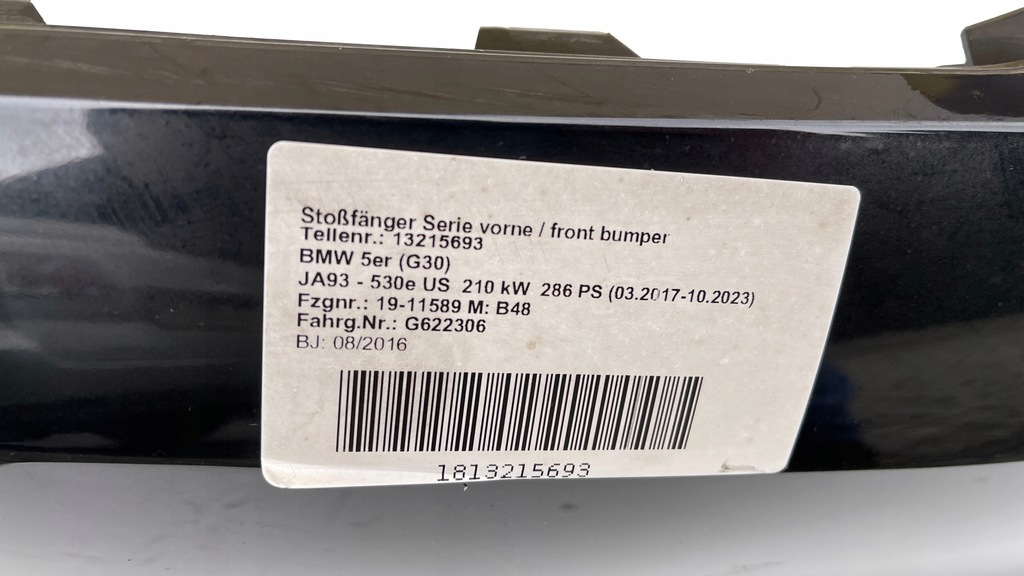 Stoßfänger Serie vorne / front bumper
Tellenr.: 13215693
BMW 5er (G30)
JA93 - 530e US 210 kW 286 PS (03.2017-10.2023)
Fzgnr.: 19-11589 M: B48
Fahrg.Nr.: G622306
BJ: 08/2016
1813215693